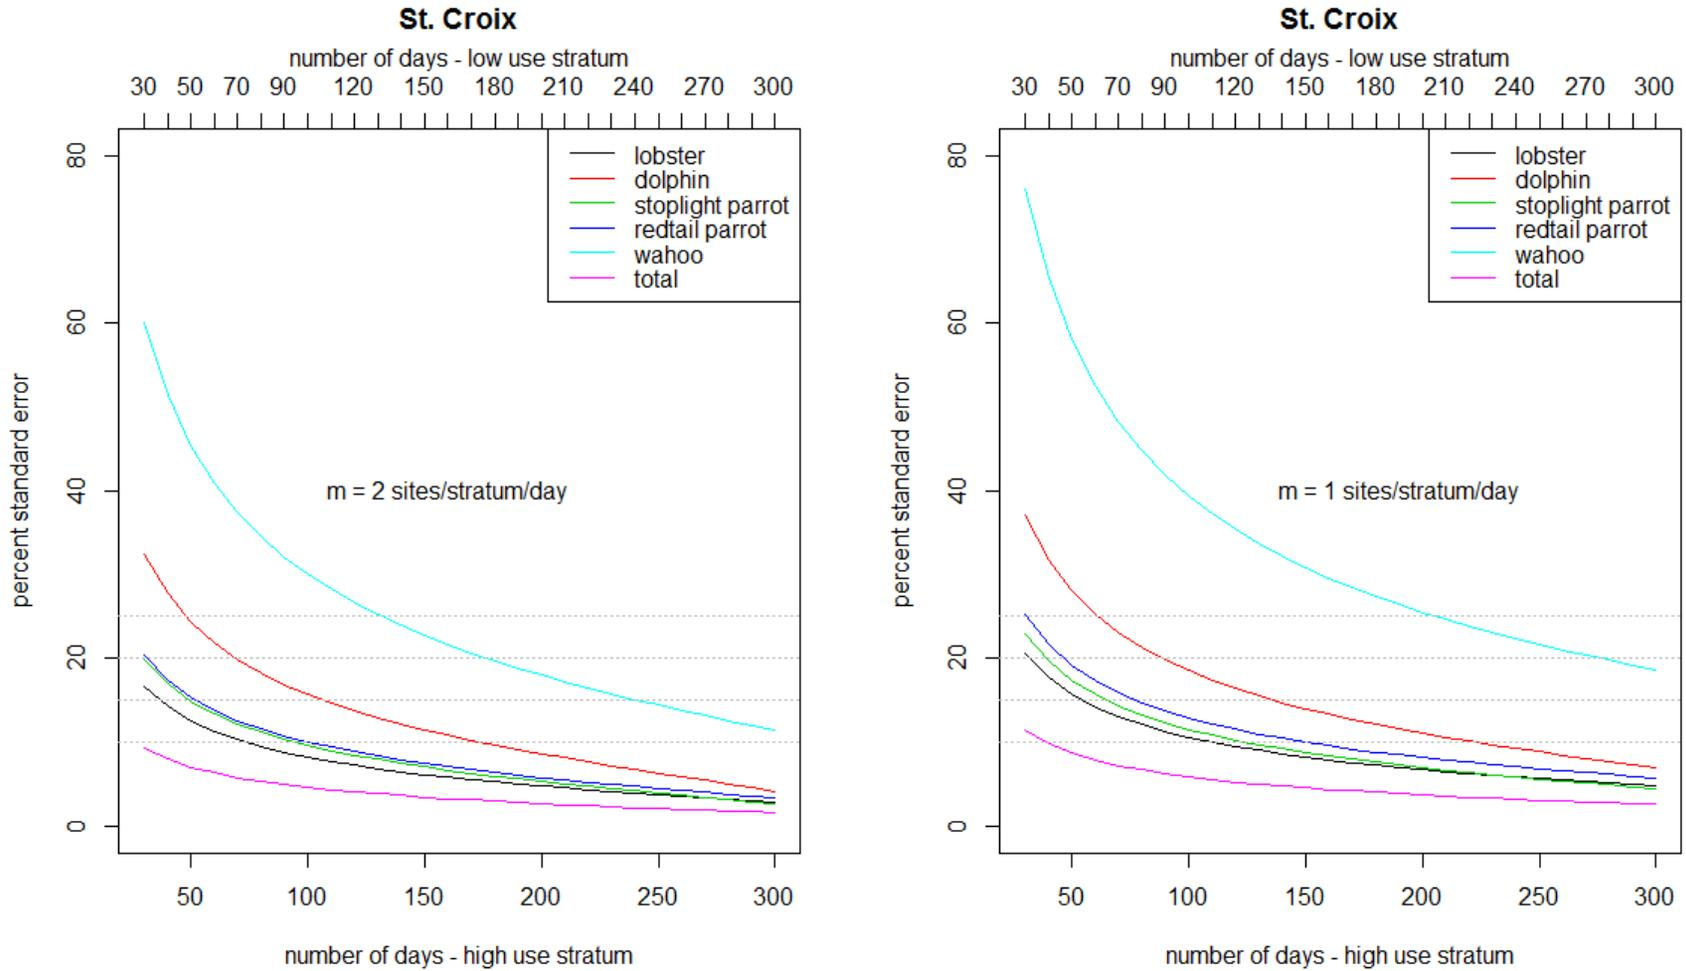 St. Croix
number of days - low use stratum
30 50 70 90 120 150 180 210 240 270 300
lobster
dolphin
stoplight parrot
redtail parrot
wahoo
total
80
60
40
20
0
percent standard error
m = 2 sites/stratum/day
50 100 150 200 250 300
number of days - high use stratum
St. Croix
number of days - low use stratum
30 50 70 90 120 150 180 210 240 270 300
lobster
dolphin
stoplight parrot
redtail parrot
wahoo
total
80
60
40
20
0
percent standard error
m = 1 sites/stratum/day
50 100 150 200 250 300
number of days - high use stratum